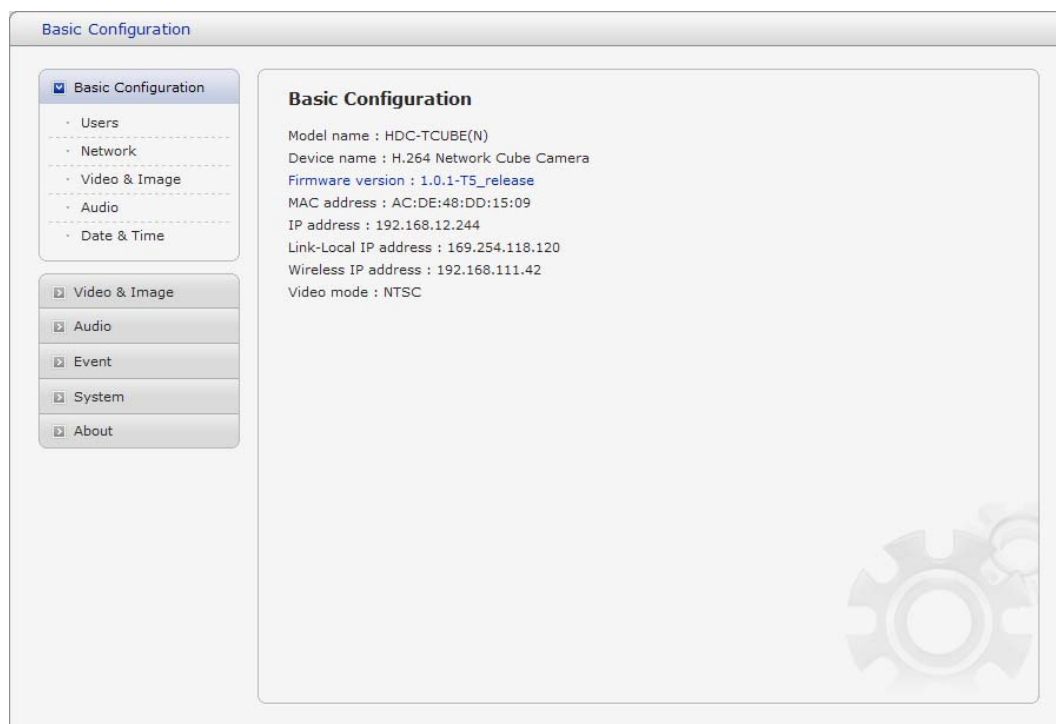 Basic Configuration
Basic Configuration
Users
Network
Video & Image
Audio
Date & Time
Video & Image
Audio
Event
System
About
Basic Configuration
Model name : HDC-TCUBE(N)
Device name : H.264 Network Cube Camera
Firmware version : 1.0.1-T5_release
MAC address : AC:DE:48:DD:15:09
IP address : 192.168.12.244
Link-Local IP address : 169.254.118.120
Wireless IP address : 192.168.111.42
Video mode : NTSC